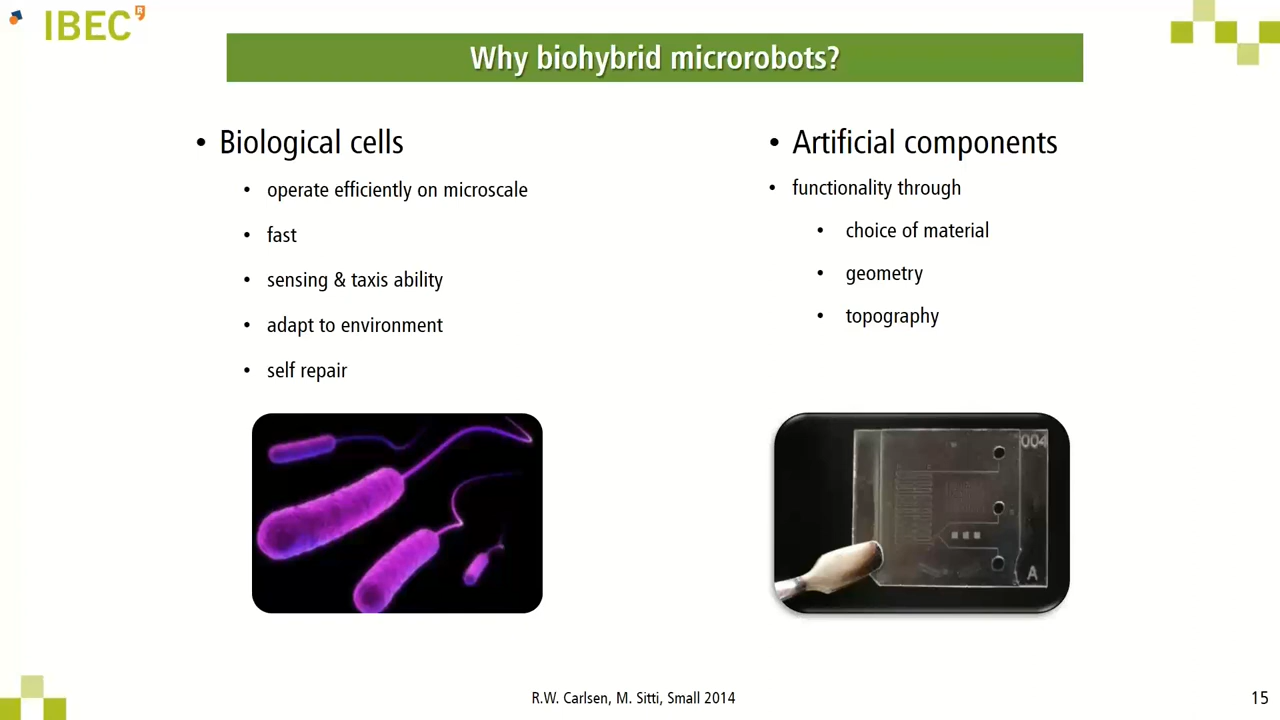 IBEC
R
Why biohybrid microrobots?
• Biological cells
• operate efficiently on microscale
• fast
• sensing & taxis ability
• adapt to environment
• self repair
• Artificial components
• functionality through
• choice of material
• geometry
• topography
004
A
R.W. Carlsen, M. Sitti, Small 2014
15